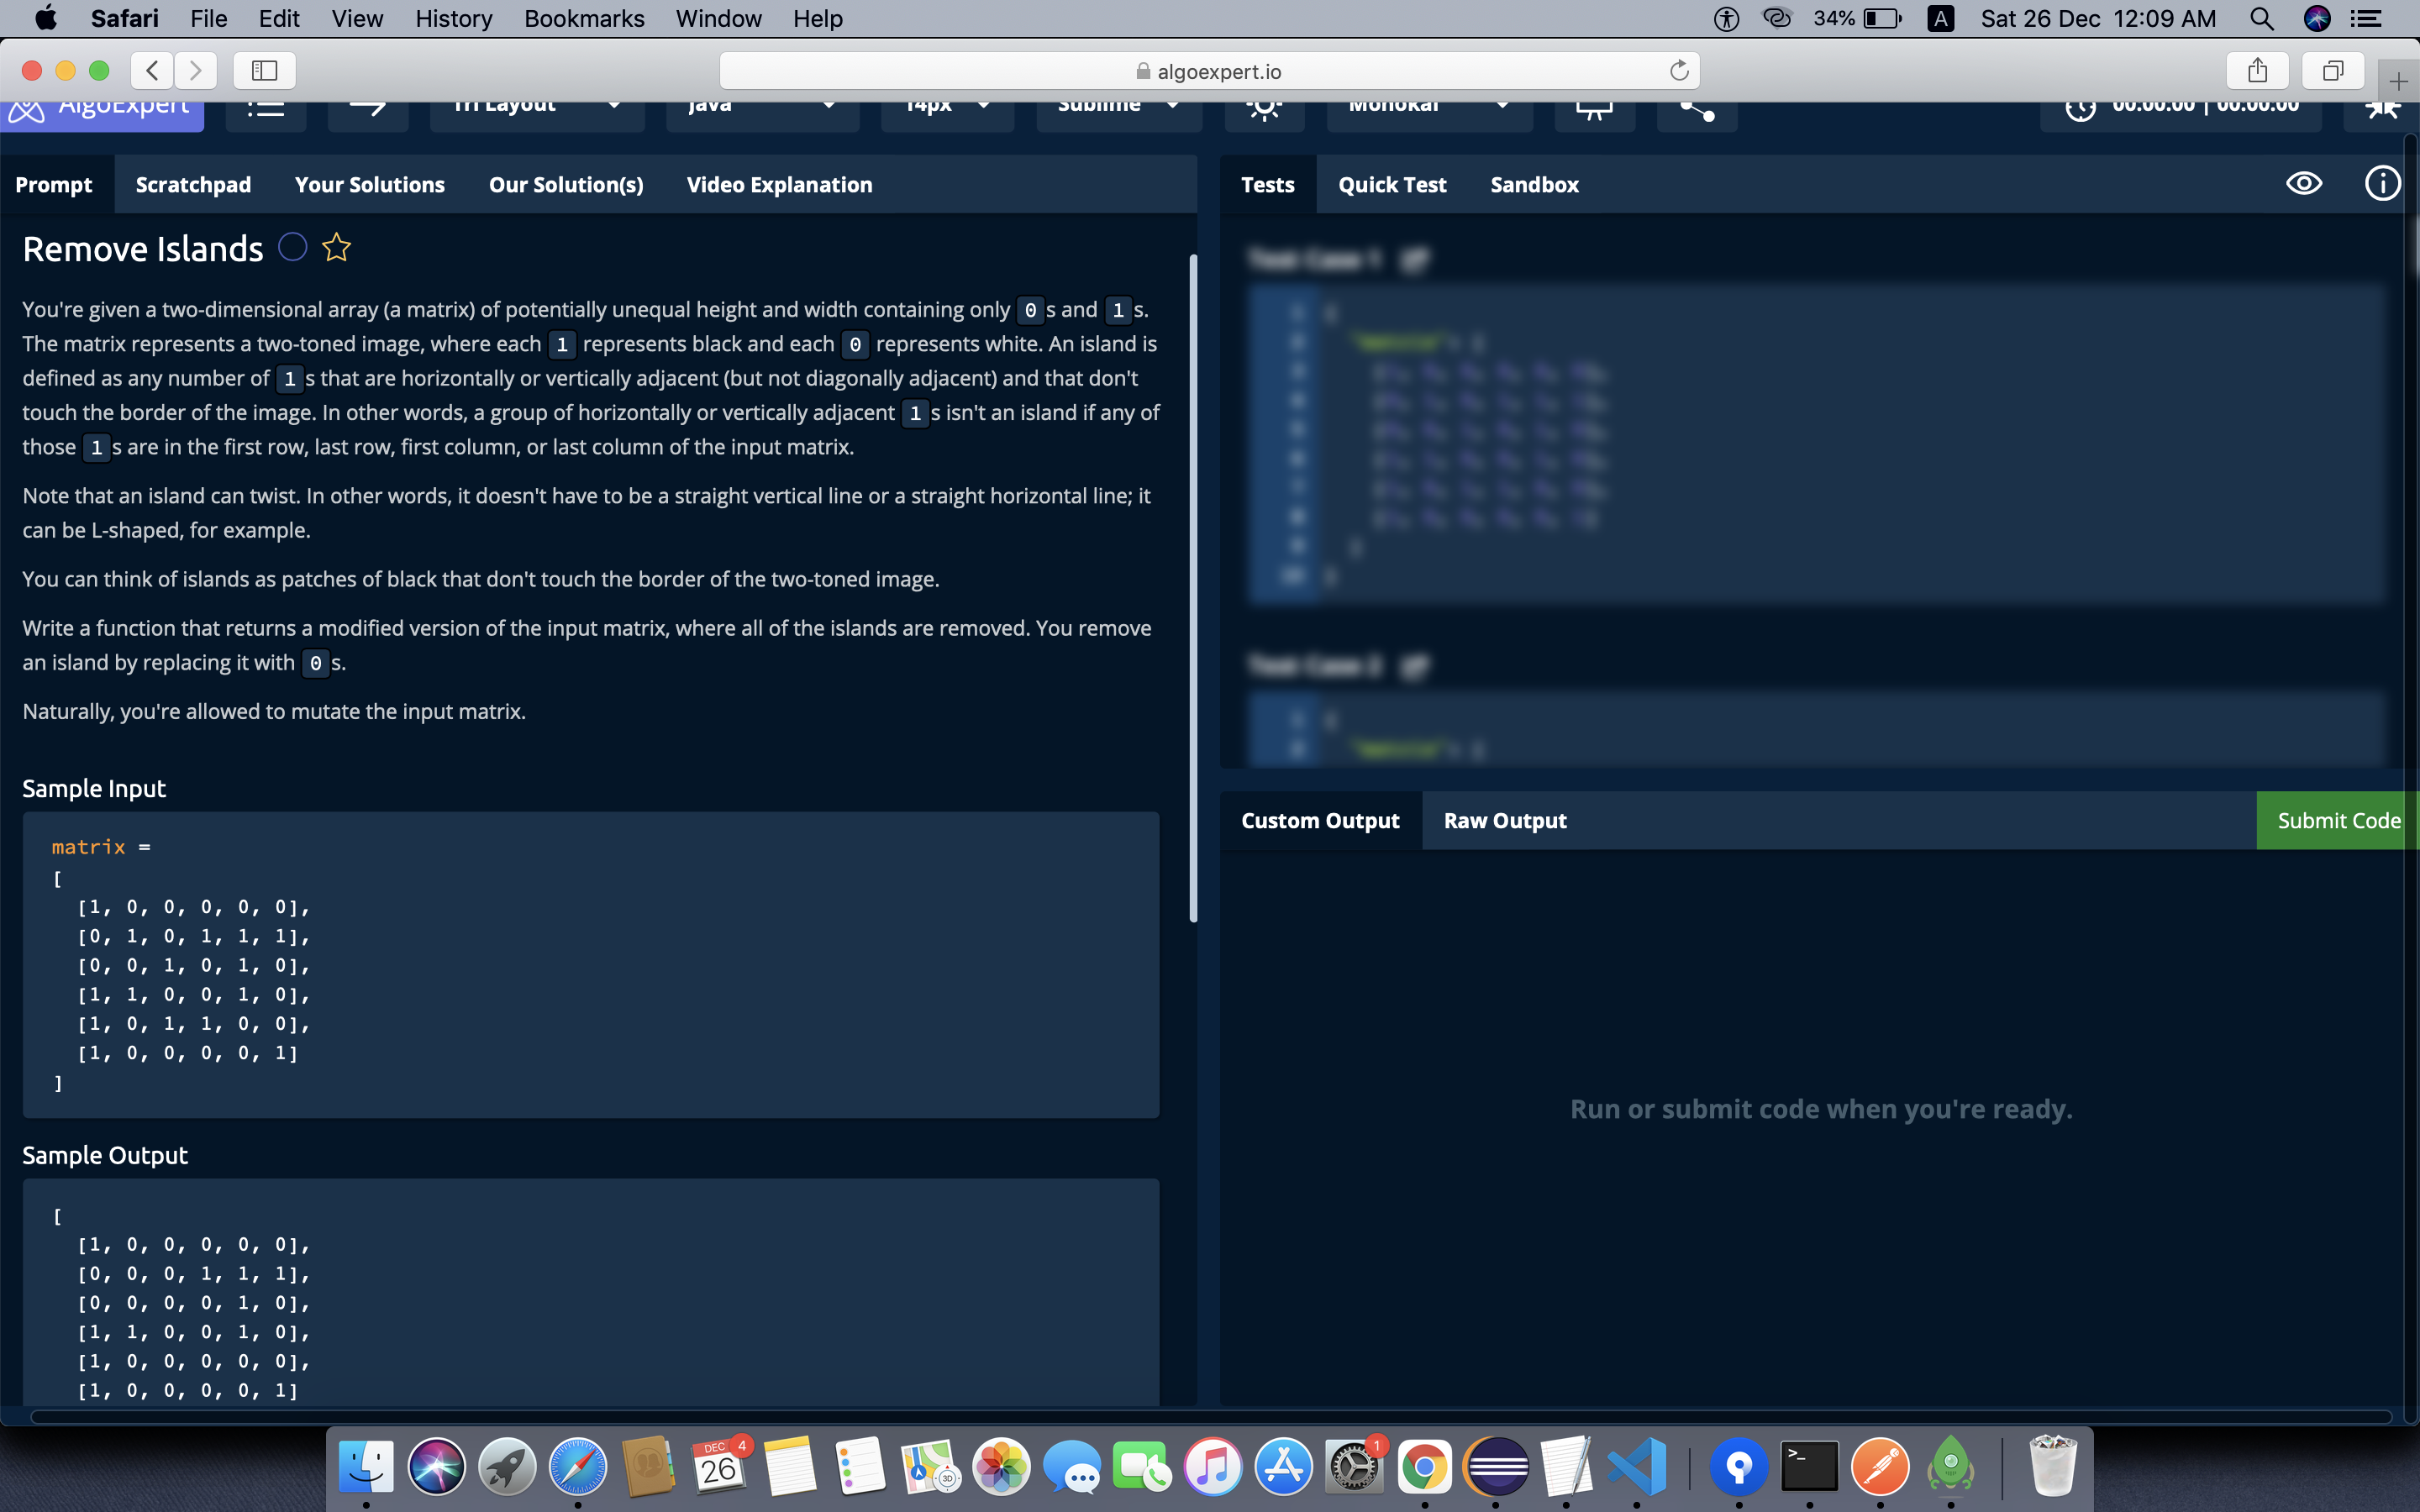 Safari File Edit View History Bookmarks Window Help 34% A Sat 26 Dec 12:09 AM
algoexpert.io
AlgoExpert Tri Layout Java 14px Sublime Monokai 00:00:00 | 00:00:00
Prompt Scratchpad Your Solutions Our Solution(s) Video Explanation
Remove Islands
You're given a two-dimensional array (a matrix) of potentially unequal height and width containing only 0 s and 1 s.
The matrix represents a two-toned image, where each 1 represents black and each 0 represents white. An island is
defined as any number of 1 s that are horizontally or vertically adjacent (but not diagonally adjacent) and that don't
touch the border of the image. In other words, a group of horizontally or vertically adjacent 1 s isn't an island if any of
those 1 s are in the first row, last row, first column, or last column of the input matrix.
Note that an island can twist. In other words, it doesn't have to be a straight vertical line or a straight horizontal line; it
can be L-shaped, for example.
You can think of islands as patches of black that don't touch the border of the two-toned image.
Write a function that returns a modified version of the input matrix, where all of the islands are removed. You remove
an island by replacing it with 0 s.
Naturally, you're allowed to mutate the input matrix.
Sample Input
matrix =
[
[1, 0, 0, 0, 0, 0],
[0, 1, 0, 1, 1, 1],
[0, 0, 1, 0, 1, 0],
[1, 1, 0, 0, 1, 0],
[1, 0, 1, 1, 0, 0],
[1, 0, 0, 0, 0, 1]
]
Sample Output
[
[1, 0, 0, 0, 0, 0],
[0, 0, 0, 1, 1, 1],
[0, 0, 0, 0, 1, 0],
[1, 1, 0, 0, 1, 0],
[1, 0, 0, 0, 0, 0],
[1, 0, 0, 0, 0, 1]
Tests Quick Test Sandbox
Test Case 1
Test Case 2
Custom Output Raw Output Submit Code
Run or submit code when you're ready.
DEC 4
26
3D
1
>_